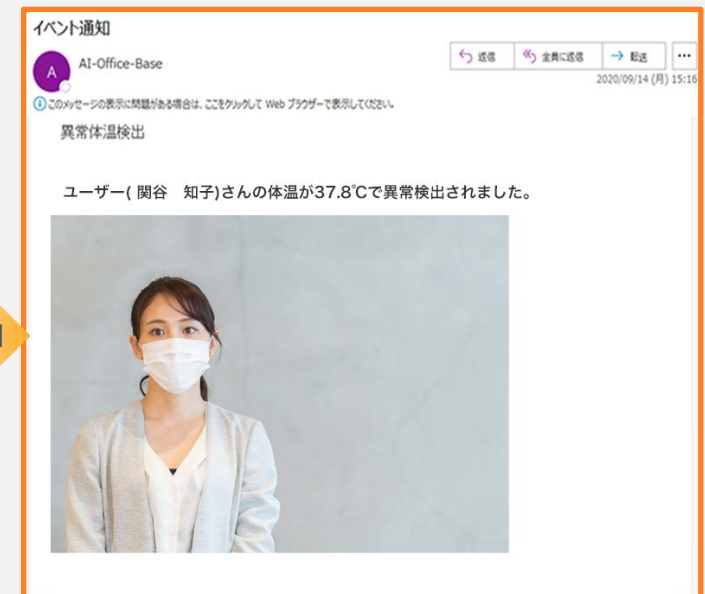 イベント通知
A
AI-Office-Base
返信
全員に返信
転送
2020/09/14 (月) 15:16
このメッセージの表示に問題がある場合は、ここをクリックして Web ブラウザーで表示してください。
異常体温検出
ユーザー( 関谷　知子)さんの体温が37.8℃で異常検出されました。